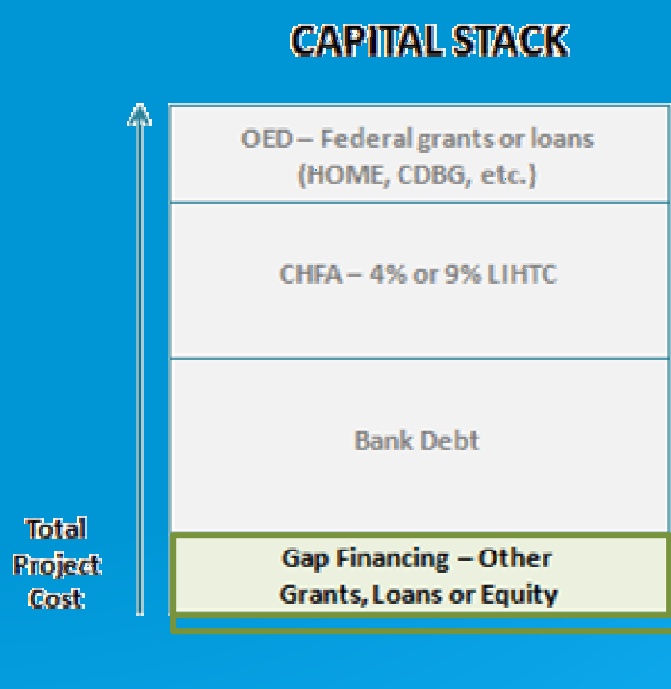 CAPITAL STACK
OED – Federal grants or loans
(HOME, CDBG, etc.)
CHFA – 4% or 9% LIHTC
Bank Debt
Total
Project
Cost
Gap Financing – Other
Grants, Loans or Equity